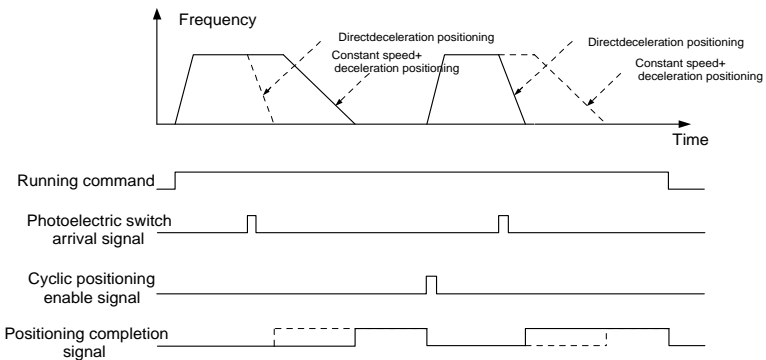 Frequency
Directdeceleration positioning
Constant speed+
deceleration positioning
Directdeceleration positioning
Constant speed+
deceleration positioning
Time
Running command
Photoelectric switch
arrival signal
Cyclic positioning
enable signal
Positioning completion
signal